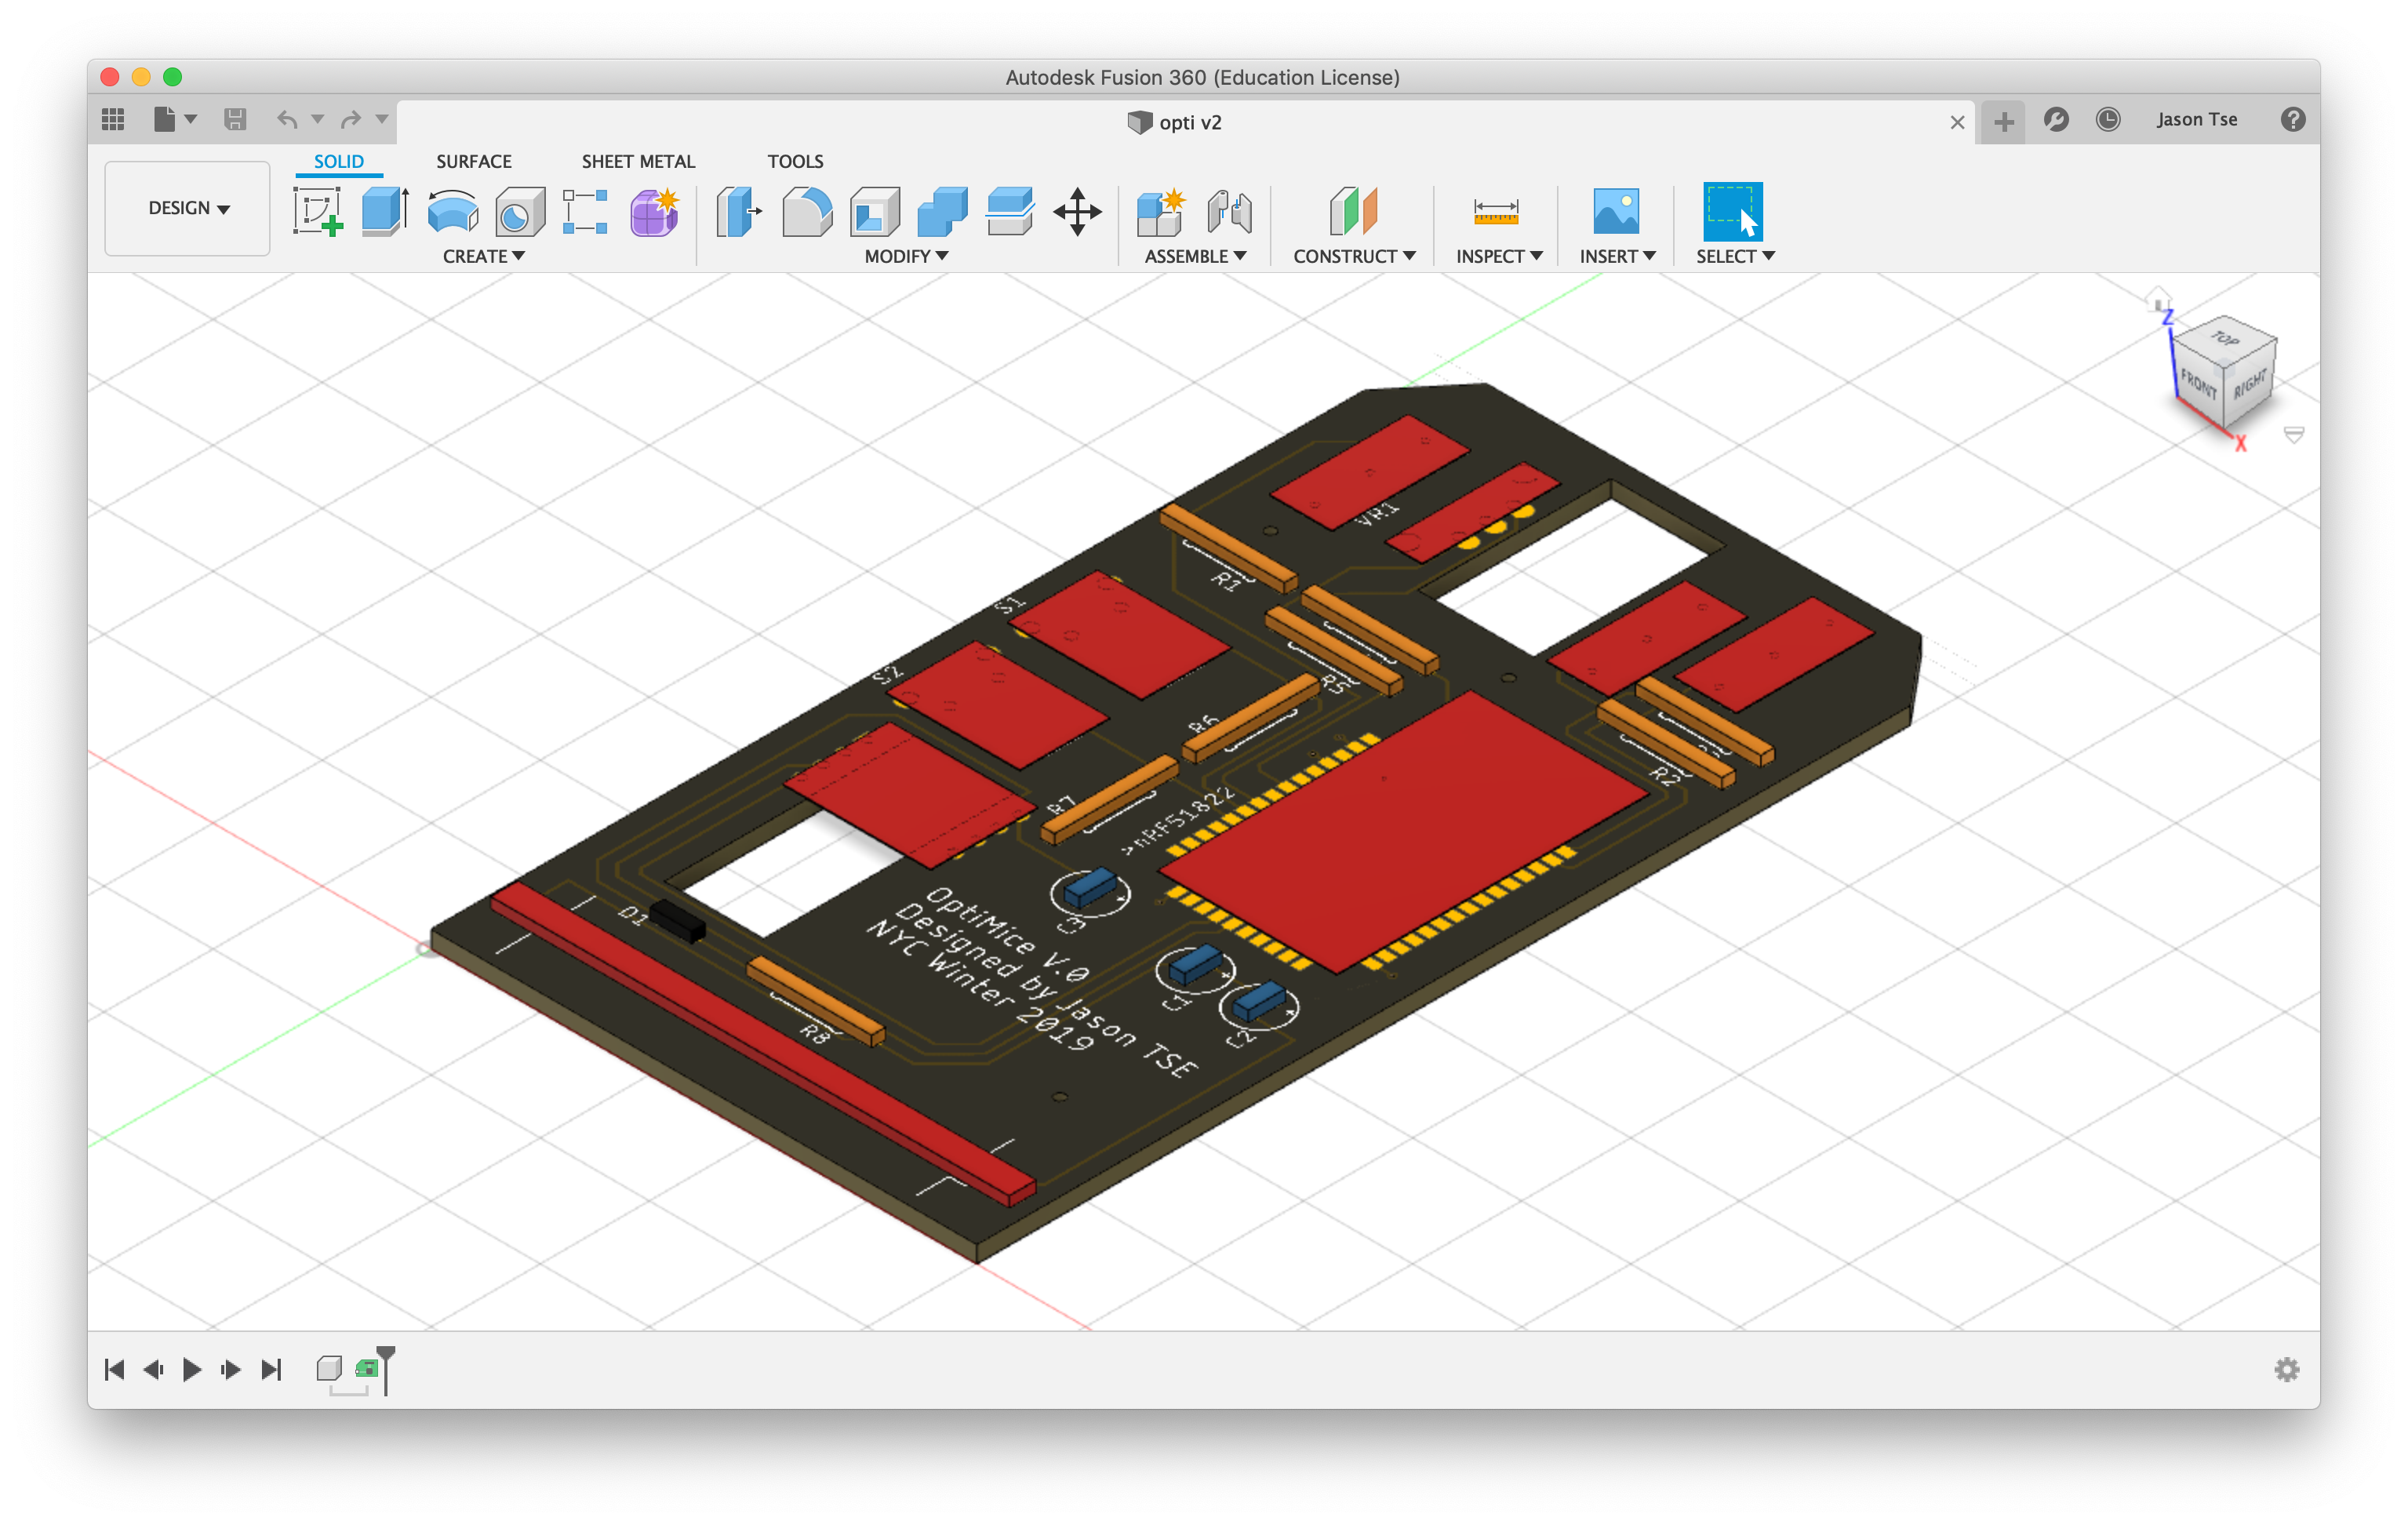 Autodesk Fusion 360 (Education License)
opti v2
Jason Tse
DESIGN
SOLID
SURFACE
SHEET METAL
TOOLS
CREATE
MODIFY
ASSEMBLE
CONSTRUCT
INSPECT
INSERT
SELECT
Z
TOP
FRONT
RIGHT
X
VR1
R1
S1
S2
R5
R6
R7
R2
>nRF51822
C3
D1
OptiMice V.0
Designed by Jason TSE
NYC Winter 2019
C1
C2
R8